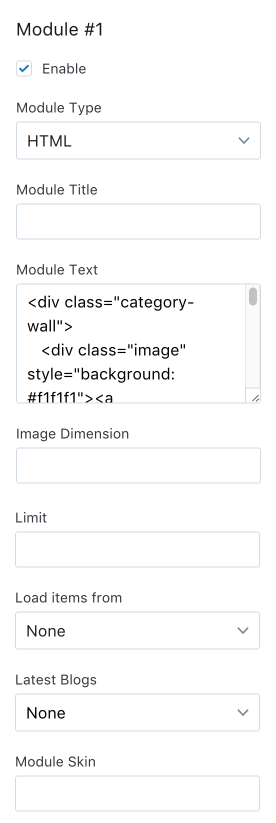 Module #1
Enable
Module Type
HTML
Module Title
Module Text
<div class="category-
wall">
<div class="image"
style="background:
#f1f1f1"><a
Image Dimension
Limit
Load items from
None
Latest Blogs
None
Module Skin